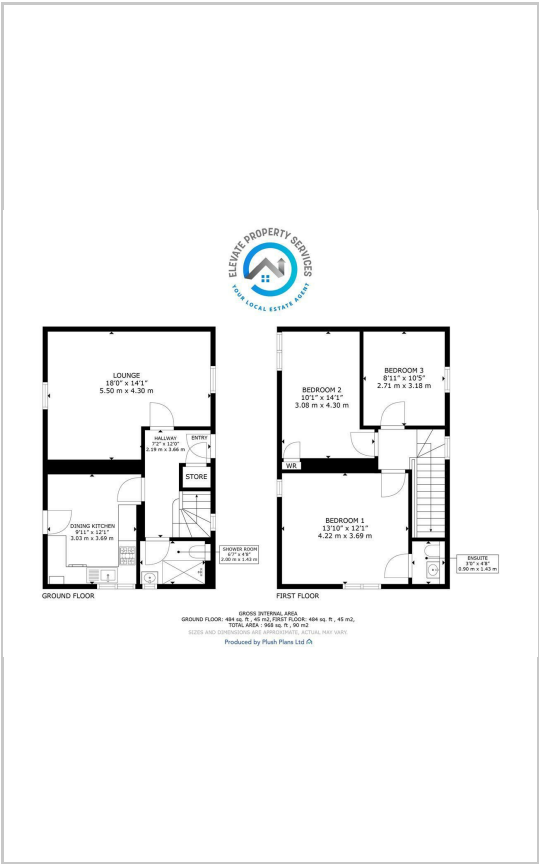 ELEVATE PROPERTY SERVICES
YOUR LOCAL ESTATE AGENT
LOUNGE
18'0" x 14'1"
5.50 m x 4.30 m
HALLWAY
7'2" x 12'0"
2.19 m x 3.66 m
ENTRY
STORE
DINING KITCHEN
9'11" x 12'1"
3.03 m x 3.69 m
SHOWER ROOM
6'7" x 4'8"
2.00 m x 1.43 m
GROUND FLOOR
BEDROOM 2
10'1" x 14'1"
3.08 m x 4.30 m
BEDROOM 3
8'11" x 10'5"
2.71 m x 3.18 m
WR
BEDROOM 1
13'10" x 12'1"
4.22 m x 3.69 m
ENSUITE
3'0" x 4'8"
0.90 m x 1.43 m
FIRST FLOOR
GROSS INTERNAL AREA
GROUND FLOOR: 484 sq. ft , 45 m2, FIRST FLOOR: 484 sq. ft , 45 m2,
TOTAL AREA : 968 sq. ft , 90 m2
SIZES AND DIMENSIONS ARE APPROXIMATE, ACTUAL MAY VARY
Produced by Plush Plans Ltd